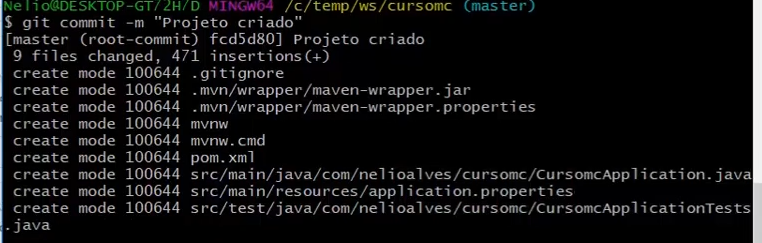 Nelio@DESKTOP-GT/2H/D MINGW64 /c/temp/ws/cursomc (master)
$ git commit -m "Projeto criado"
[master (root-commit) fcd5d80] Projeto criado
 9 files changed, 471 insertions(+)
 create mode 100644 .gitignore
 create mode 100644 .mvn/wrapper/maven-wrapper.jar
 create mode 100644 .mvn/wrapper/maven-wrapper.properties
 create mode 100644 mvnw
 create mode 100644 mvnw.cmd
 create mode 100644 pom.xml
 create mode 100644 src/main/java/com/nelioalves/cursomc/CursomcApplication.java
 create mode 100644 src/main/resources/application.properties
 create mode 100644 src/test/java/com/nelioalves/cursomc/CursomcApplicationTests
.java